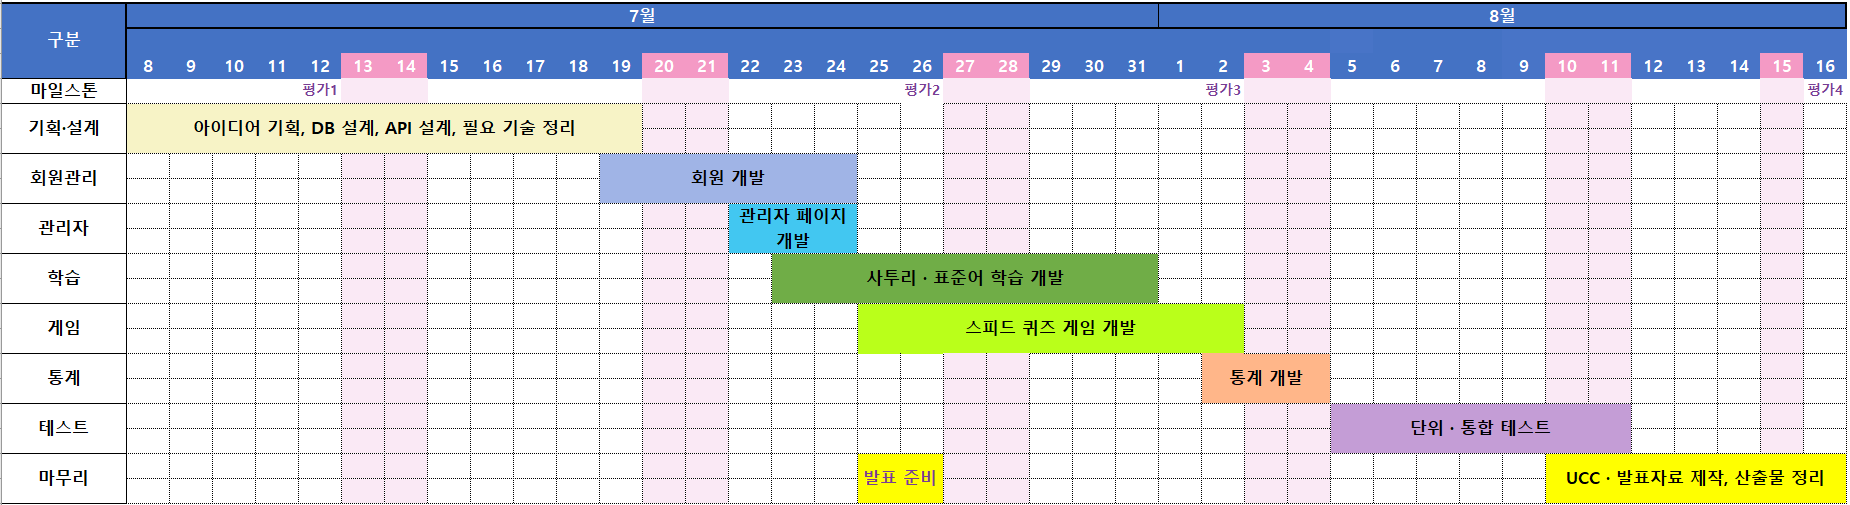 구분
7월
8월
8 9 10 11 12 13 14 15 16 17 18 19 20 21 22 23 24 25 26 27 28 29 30 31 1 2 3 4 5 6 7 8 9 10 11 12 13 14 15 16
마일스톤
평가1
평가2
평가3
평가4
기획·설계
아이디어 기획, DB 설계, API 설계, 필요 기술 정리
회원관리
회원 개발
관리자
관리자 페이지
개발
학습
사투리 · 표준어 학습 개발
게임
스피드 퀴즈 게임 개발
통계
통계 개발
테스트
단위 · 통합 테스트
마무리
발표 준비
UCC · 발표자료 제작, 산출물 정리